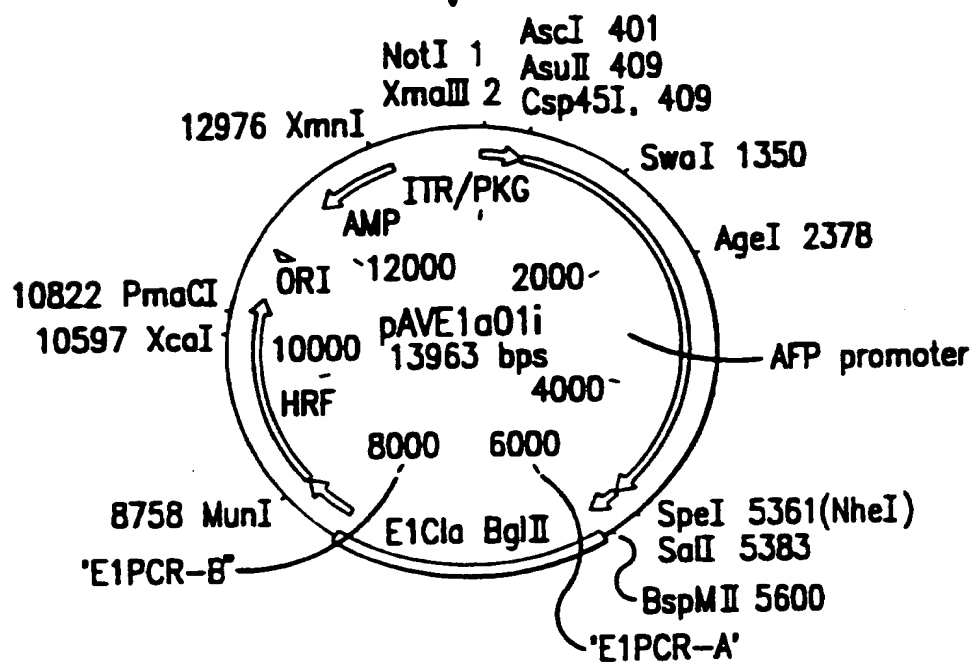 NotI 1
XmaIII 2
AscI 401
AsuII 409
Csp45I, 409
12976 XmnI
SwaI 1350
ITR/PKG
AMP
AgeI 2378
ORI
12000
2000
10822 PmaCI
10597 XcaI
10000
pAVE1a01i
13963 bps
AFP promoter
4000
HRF
8000
6000
8758 MunI
E1Cla BglII
SpeI 5361(NheI)
SalI 5383
'E1PCR-B"
BspMII 5600
'E1PCR-A'